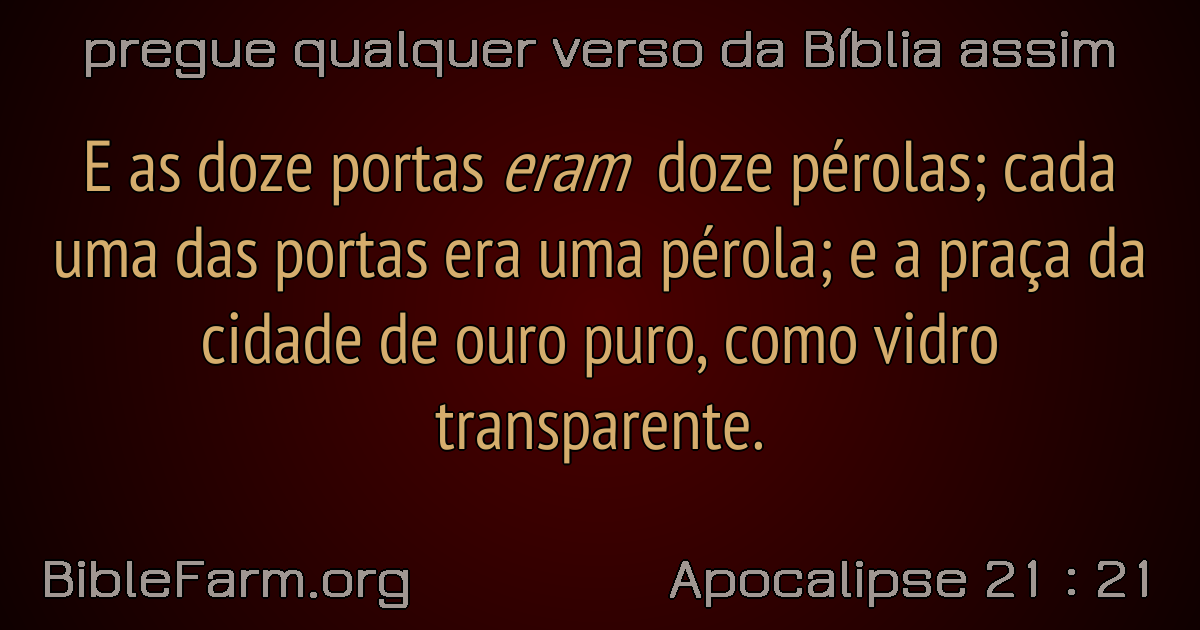 pregue qualquer verso da Bíblia assim
E as doze portas eram doze pérolas; cada
uma das portas era uma pérola; e a praça da
cidade de ouro puro, como vidro
transparente.
BibleFarm.org
Apocalipse 21 : 21